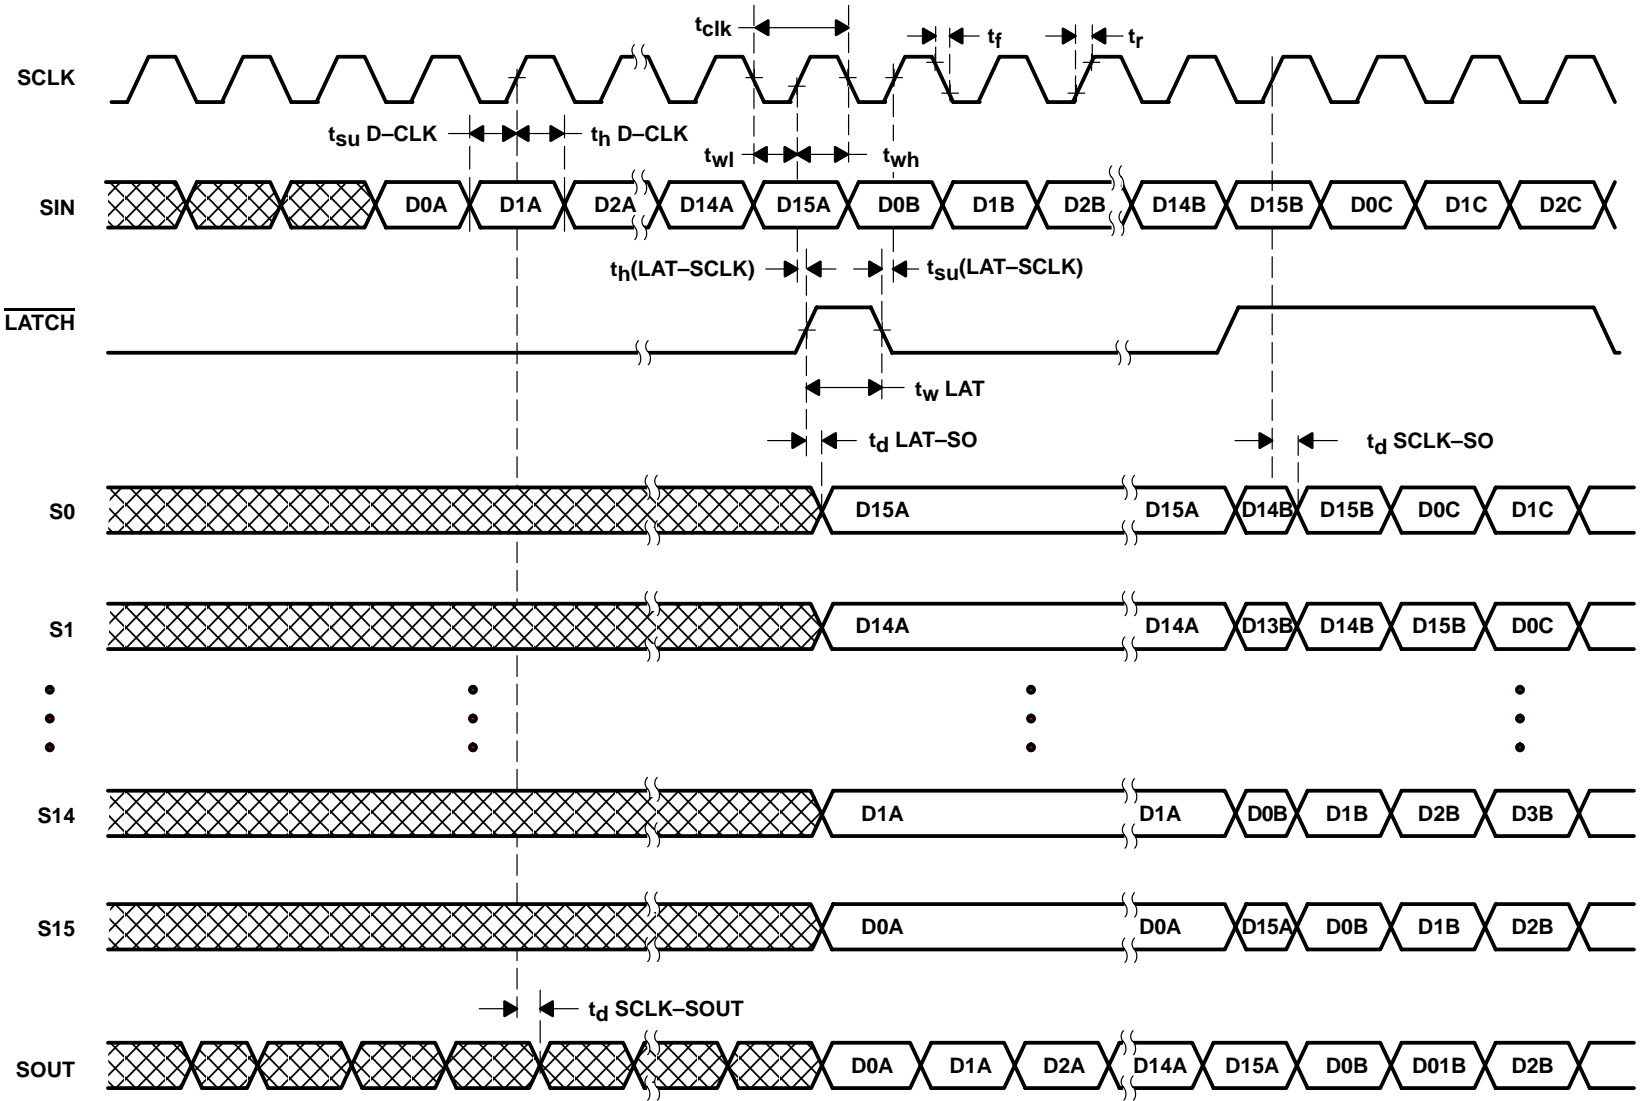 tclk
tf
tr
SCLK
tsu D–CLK
th D–CLK
twl
twh
SIN
D0A D1A D2A D14A D15A D0B D1B D2B D14B D15B D0C D1C D2C
th(LAT–SCLK)
tsu(LAT–SCLK)
LATCH
tw LAT
td LAT–SO
td SCLK–SO
S0
D15A D15A D14B D15B D0C D1C
S1
D14A D14A D13B D14B D15B D0C
S14
D1A D1A D0B D1B D2B D3B
S15
D0A D0A D15A D0B D1B D2B
td SCLK–SOUT
SOUT
D0A D1A D2A D14A D15A D0B D01B D2B